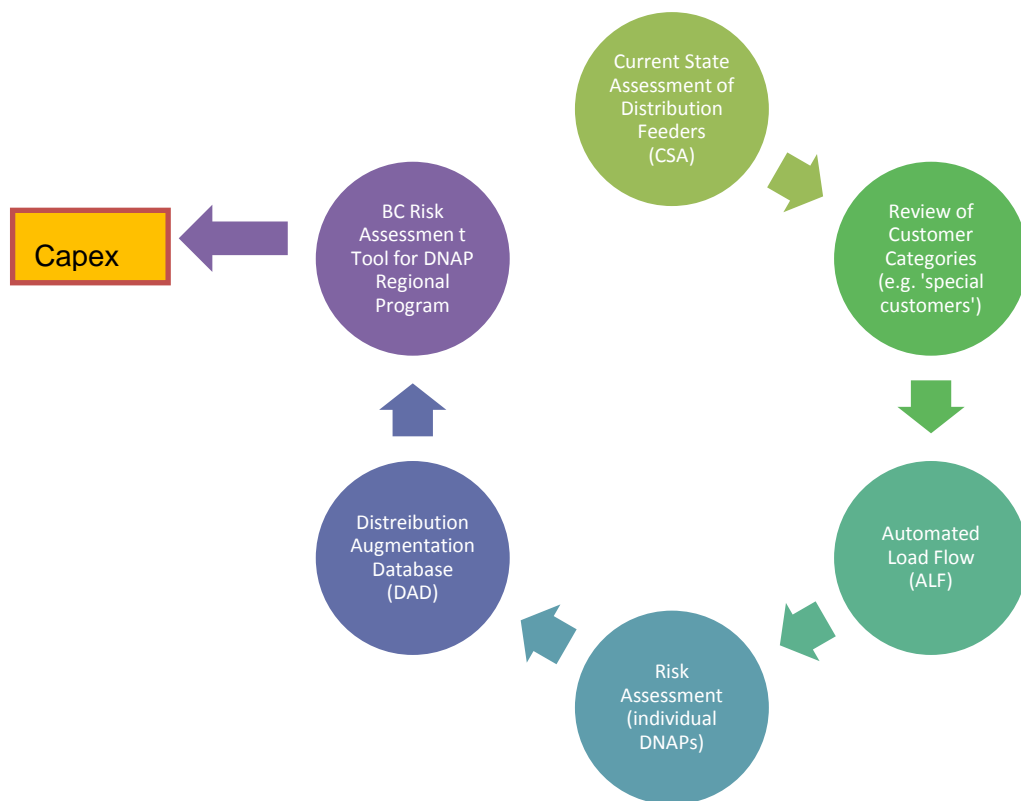 Current State
Assessment of
Distribution
Feeders
(CSA)
Review of
Customer
Categories
(e.g. 'special
customers')
Automated
Load Flow
(ALF)
Risk
Assessment
(individual
DNAPs)
Distreibution
Augmentation
Database
(DAD)
BC Risk
Assessmen t
Tool for DNAP
Regional
Program
Capex